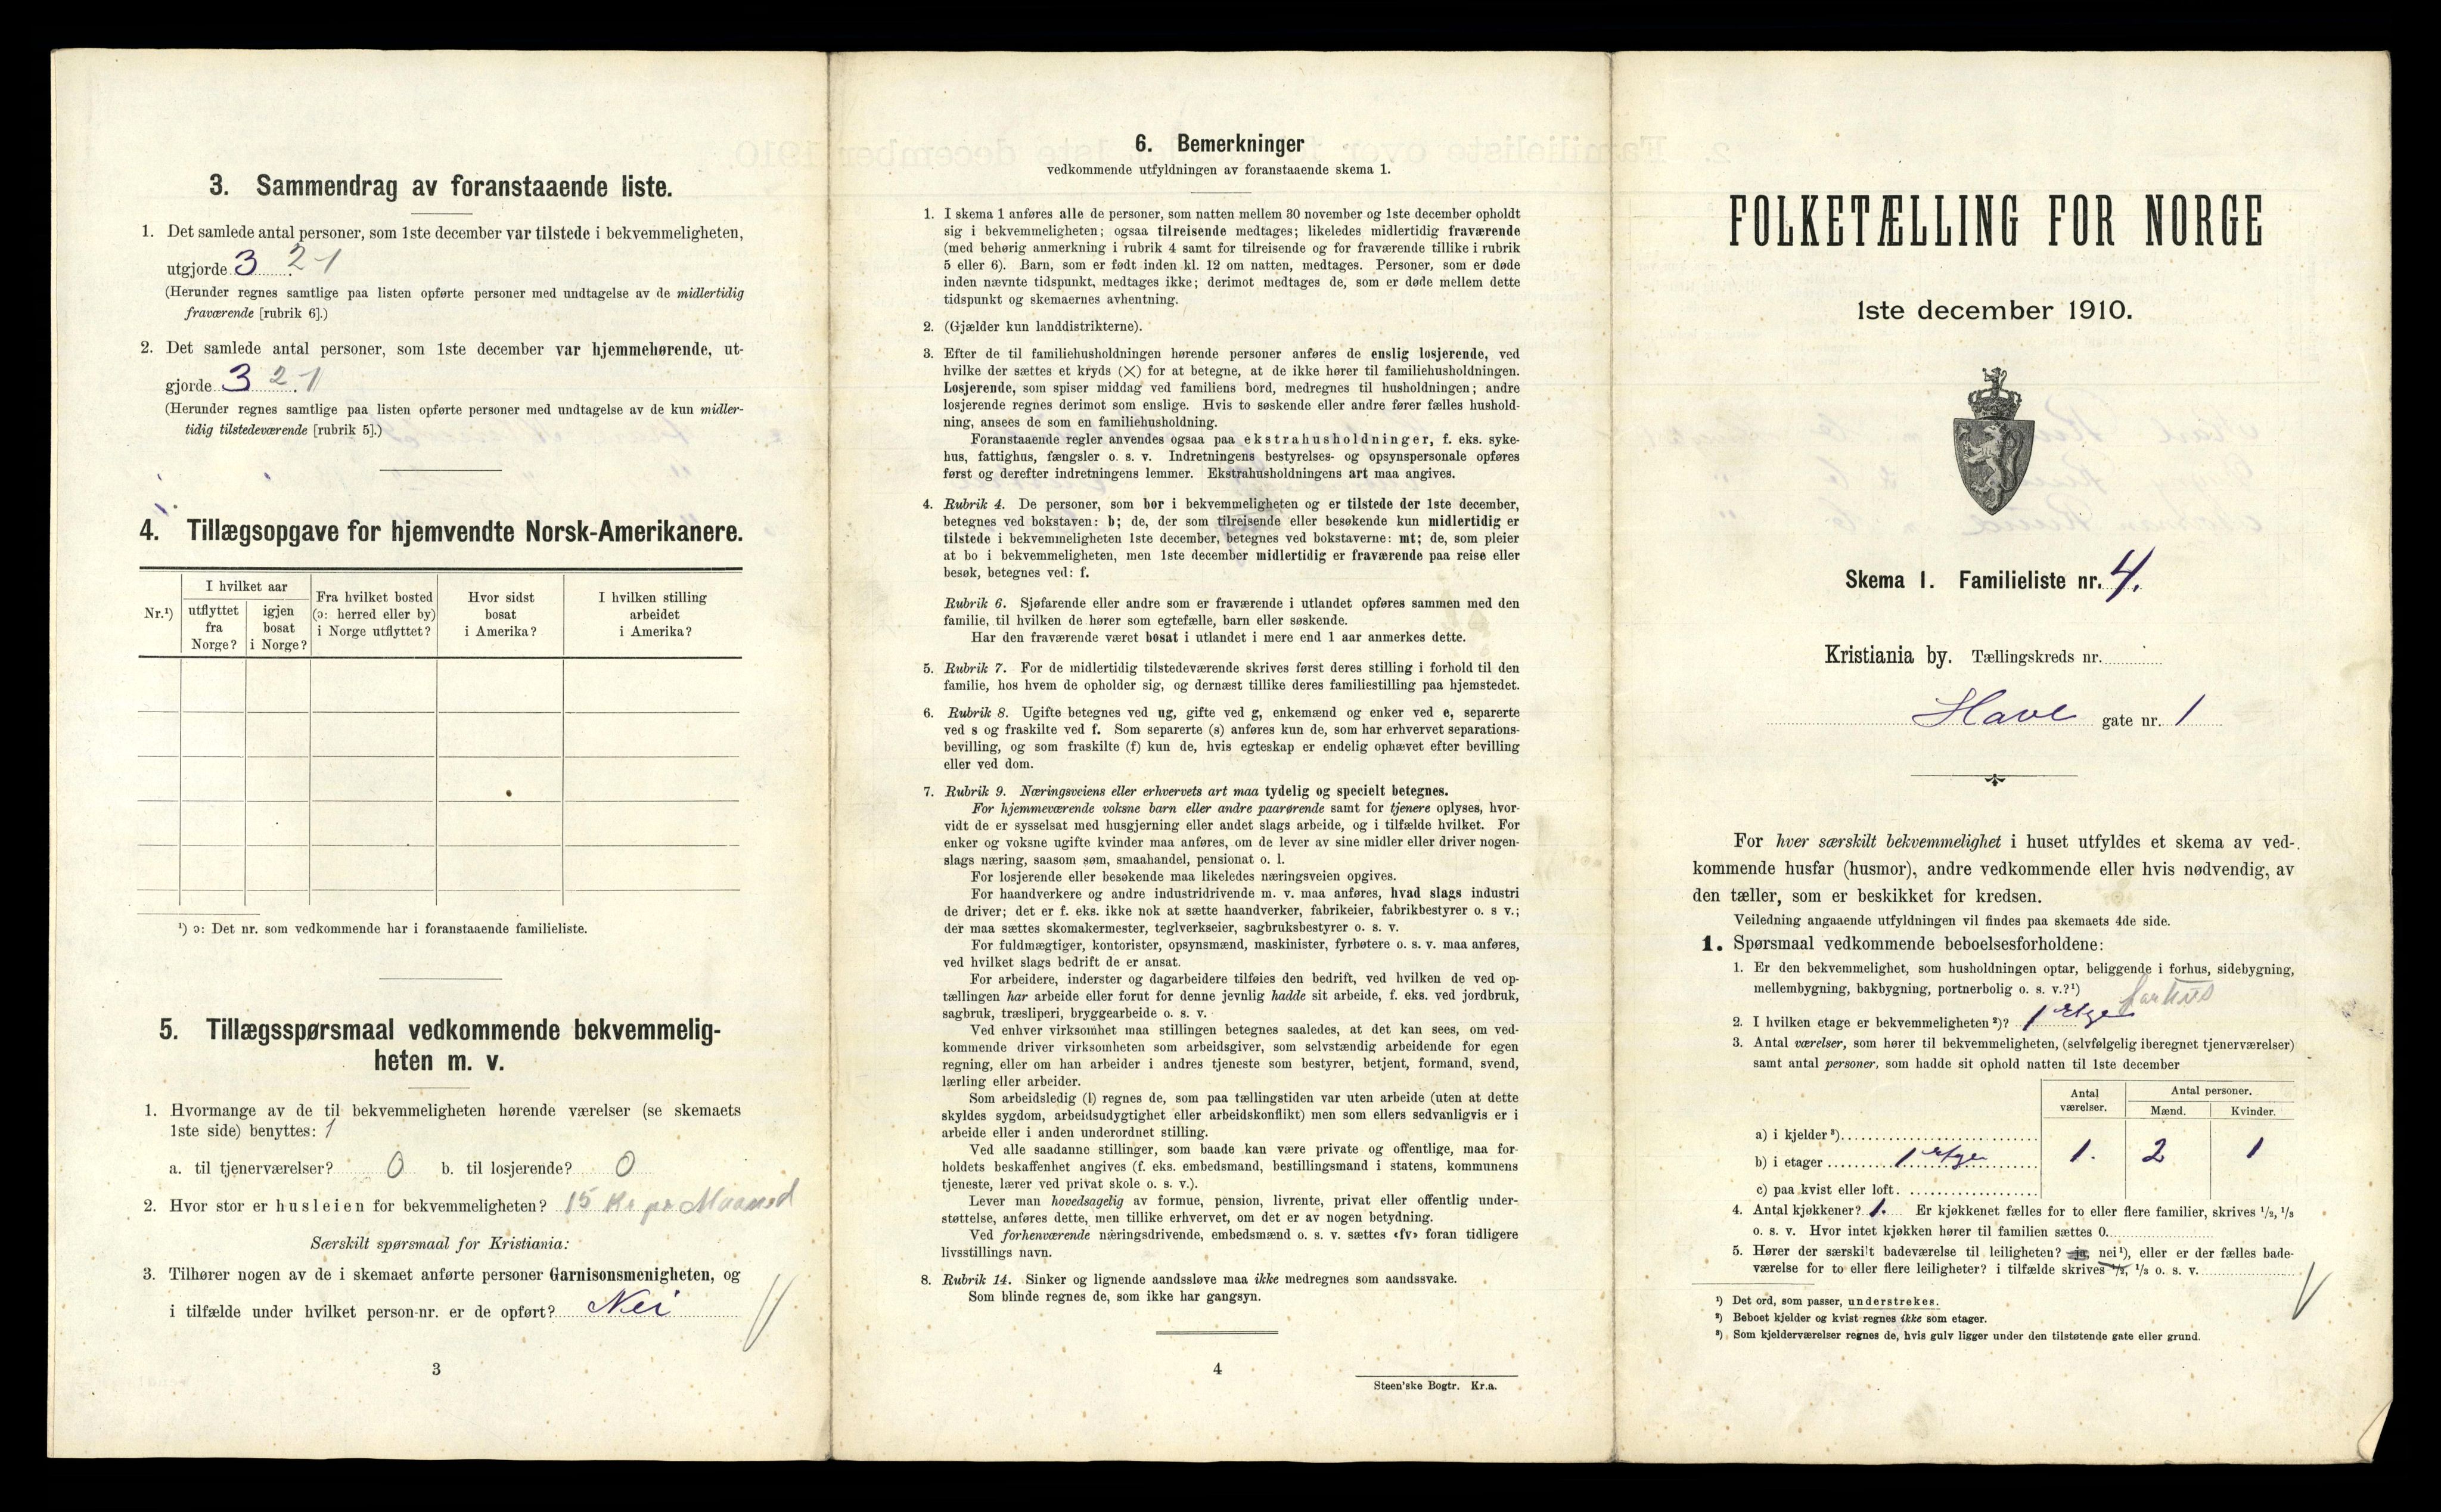 3. Sammendrag av foranstaaende liste.
1. Det samlede antal personer, som 1ste december var tilstede i bekvemmeligheten,
utgjorde 3 2-1
(Herunder regnes samtlige paa listen opførte personer med undtagelse av de midlertidig
fraværende [rubrik 6].)
2. Det samlede antal personer, som 1ste december var hjemmehørende, ut-
gjorde 3 2-1
(Herunder regnes samtlige paa listen opførte personer med undtagelse av de kun midler-
tidig tilstedeværende [rubrik 5].)
4. Tillægsopgave for hjemvendte Norsk-Amerikanere.
Nr.¹)
I hvilket aar
utflyttet fra Norge?
igjen bosat i Norge?
Fra hvilket bosted (ɔ: herred eller by) i Norge utflyttet?
Hvor sidst bosat i Amerika?
I hvilken stilling arbeidet i Amerika?
¹) ɔ: Det nr. som vedkommende har i foranstaaende familieliste.
5. Tillægsspørsmaal vedkommende bekvemmelig-
heten m. v.
1. Hvormange av de til bekvemmeligheten hørende værelser (se skemaets
1ste side) benyttes: 1
a. til tjenerværelser? 0 b. til losjerende? 0
2. Hvor stor er husleien for bekvemmeligheten? 15 Kr pr Maaned
Særskilt spørsmaal for Kristiania:
3. Tilhører nogen av de i skemaet anførte personer Garnisonsmenigheten, og
i tilfælde under hvilket person-nr. er de opført? Nei
3
6. Bemerkninger
vedkommende utfyldningen av foranstaaende skema 1.
1. I skema 1 anføres alle de personer, som natten mellem 30 november og 1ste december opholdt
sig i bekvemmeligheten; ogsaa tilreisende medtages; likeledes midlertidig fraværende
(med behørig anmerkning i rubrik 4 samt for tilreisende og for fraværende tillike i rubrik
5 eller 6). Barn, som er født inden kl. 12 om natten, medtages. Personer, som er døde
inden nævnte tidspunkt, medtages ikke; derimot medtages de, som er døde mellem dette
tidspunkt og skemaernes avhentning.
2. (Gjælder kun landdistrikterne).
3. Efter de til familiehusholdningen hørende personer anføres de enslig losjerende, ved
hvilke der sættes et kryds (×) for at betegne, at de ikke hører til familiehusholdningen.
Losjerende, som spiser middag ved familiens bord, medregnes til husholdningen; andre
losjerende regnes derimot som enslige. Hvis to søskende eller andre fører fælles hushold-
ning, ansees de som en familiehusholdning.
Foranstaaende regler anvendes ogsaa paa ekstrahusholdninger, f. eks. syke-
hus, fattighus, fængsler o. s. v. Indretningens bestyrelses- og opsynspersonale opføres
først og derefter indretningens lemmer. Ekstrahusholdningens art maa angives.
4. Rubrik 4. De personer, som bor i bekvemmeligheten og er tilstede der 1ste december,
betegnes ved bokstaven: b; de, der som tilreisende eller besøkende kun midlertidig er
tilstede i bekvemmeligheten 1ste december, betegnes ved bokstaverne: mt; de, som pleier
at bo i bekvemmeligheten, men 1ste december midlertidig er fraværende paa reise eller
besøk, betegnes ved: f.
Rubrik 6. Sjøfarende eller andre som er fraværende i utlandet opføres sammen med den
familie, til hvilken de hører som egtefælle, barn eller søskende.
Har den fraværende været bosat i utlandet i mere end 1 aar anmerkes dette.
5. Rubrik 7. For de midlertidig tilstedeværende skrives først deres stilling i forhold til den
familie, hos hvem de opholder sig, og dernæst tillike deres familiestilling paa hjemstedet.
6. Rubrik 8. Ugifte betegnes ved ug, gifte ved g, enkemænd og enker ved e, separerte
ved s og fraskilte ved f. Som separerte (s) anføres kun de, som har erhvervet separations-
bevilling, og som fraskilte (f) kun de, hvis egteskap er endelig ophævet efter bevilling
eller ved dom.
7. Rubrik 9. Næringsveiens eller erhvervets art maa tydelig og specielt betegnes.
For hjemmeværende voksne barn eller andre paarørende samt for tjenere oplyses, hvor-
vidt de er sysselsat med husgjerning eller andet slags arbeide, og i tilfælde hvilket. For
enker og voksne ugifte kvinder maa anføres, om de lever av sine midler eller driver nogen-
slags næring, saasom søm, smaahandel, pensionat o. l.
For losjerende eller besøkende maa likeledes næringsveien opgives.
For haandverkere og andre industridrivende m. v. maa anføres, hvad slags industri
de driver; det er f. eks. ikke nok at sætte haandverker, fabrikeier, fabrikbestyrer o. s v.;
der maa sættes skomakermester, teglverkseier, sagbruksbestyrer o. s. v.
For fuldmægtiger, kontorister, opsynsmænd, maskinister, fyrbøtere o. s. v. maa anføres,
ved hvilket slags bedrift de er ansat.
For arbeidere, inderster og dagarbeidere tilføies den bedrift, ved hvilken de ved op-
tællingen har arbeide eller forut for denne jevnlig hadde sit arbeide, f. eks. ved jordbruk,
sagbruk, træsliperi, bryggearbeide o. s. v.
Ved enhver virksomhet maa stillingen betegnes saaledes, at det kan sees, om ved-
kommende driver virksomheten som arbeidsgiver, som selvstændig arbeidende for egen
regning, eller om han arbeider i andres tjeneste som bestyrer, betjent, formand, svend,
lærling eller arbeider.
Som arbeidsledig (l) regnes de, som paa tællingstiden var uten arbeide (uten at dette
skyldes sygdom, arbeidsudygtighet eller arbeidskonflikt) men som ellers sedvanligvis er i
arbeide eller i anden underordnet stilling.
Ved alle saadanne stillinger, som baade kan være private og offentlige, maa for-
holdets beskaffenhet angives (f. eks. embedsmand, bestillingsmand i statens, kommunens
tjeneste, lærer ved privat skole o. s. v.).
Lever man hovedsagelig av formue, pension, livrente, privat eller offentlig under-
støttelse, anføres dette, men tillike erhvervet, om det er av nogen betydning.
Ved forhenværende næringsdrivende, embedsmænd o. s. v. sættes «fv» foran tidligere
livsstillings navn.
8. Rubrik 14. Sinker og lignende aandssløve maa ikke medregnes som aandssvake.
Som blinde regnes de, som ikke har gangsyn.
4
Steen'ske Bogtr. Kr.a.
FOLKETÆLLING FOR NORGE
1ste december 1910.
Skema 1. Familieliste nr. 4.
Kristiania by. Tællingskreds nr.
Have gate nr. 1
For hver særskilt bekvemmelighet i huset utfyldes et skema av ved-
kommende husfar (husmor), andre vedkommende eller hvis nødvendig, av
den tæller, som er beskikket for kredsen.
Veiledning angaaende utfyldningen vil findes paa skemaets 4de side.
1. Spørsmaal vedkommende beboelsesforholdene:
1. Er den bekvemmelighet, som husholdningen optar, beliggende i forhus, sidebygning,
mellembygning, bakbygning, portnerbolig o. s. v.?¹)
2. I hvilken etage er bekvemmeligheten²)? 1 Etge
3. Antal værelser, som hører til bekvemmeligheten, (selvfølgelig iberegnet tjenerværelser)
samt antal personer, som hadde sit ophold natten til 1ste december
Antal værelser.
Antal personer.
Mænd. Kvinder.
a) i kjelder³)
b) i etager 1 Etge 1. 2 1
c) paa kvist eller loft.
4. Antal kjøkkener? 1. Er kjøkkenet fælles for to eller flere familier, skrives 1/2, 1/3
o. s. v. Hvor intet kjøkken hører til familien sættes 0.
5. Hører der særskilt badeværelse til leiligheten? ja, nei¹), eller er der fælles bade-
værelse for to eller flere leiligheter? i tilfælde skrives 1/2, 1/3 o. s. v.
¹) Det ord, som passer, understrekes.
²) Beboet kjelder og kvist regnes ikke som etager.
³) Som kjelderværelser regnes de, hvis gulv ligger under den tilstøtende gate eller grund.